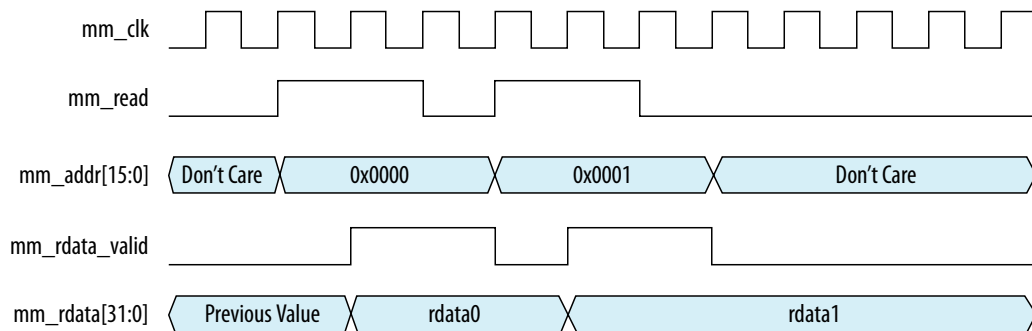 mm_clk
mm_read
mm_addr[15:0] Don't Care 0x0000 0x0001 Don't Care
mm_rdata_valid
mm_rdata[31:0] Previous Value rdata0 rdata1